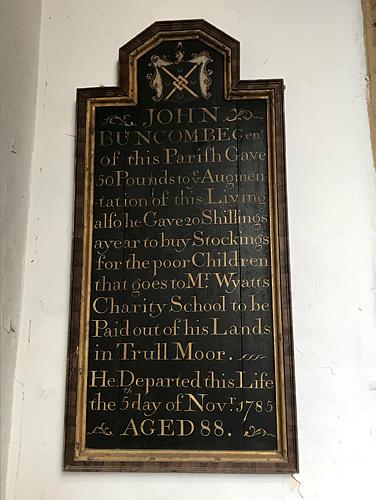 JOHN
BUNCOMBE Gent
of this Pariſh Gave
50 Pounds to yͤ Augmen
-tation of this Living
alſo he Gave 20 Shillings
a year to buy Stockings
for the poor Children
that goes to Mʳ. Wyatts
Charity School to be
Paid out of his Lands
in Trull Moor.
He Departed this Life
the 5th day of Novʳ. 1785
AGED 88.